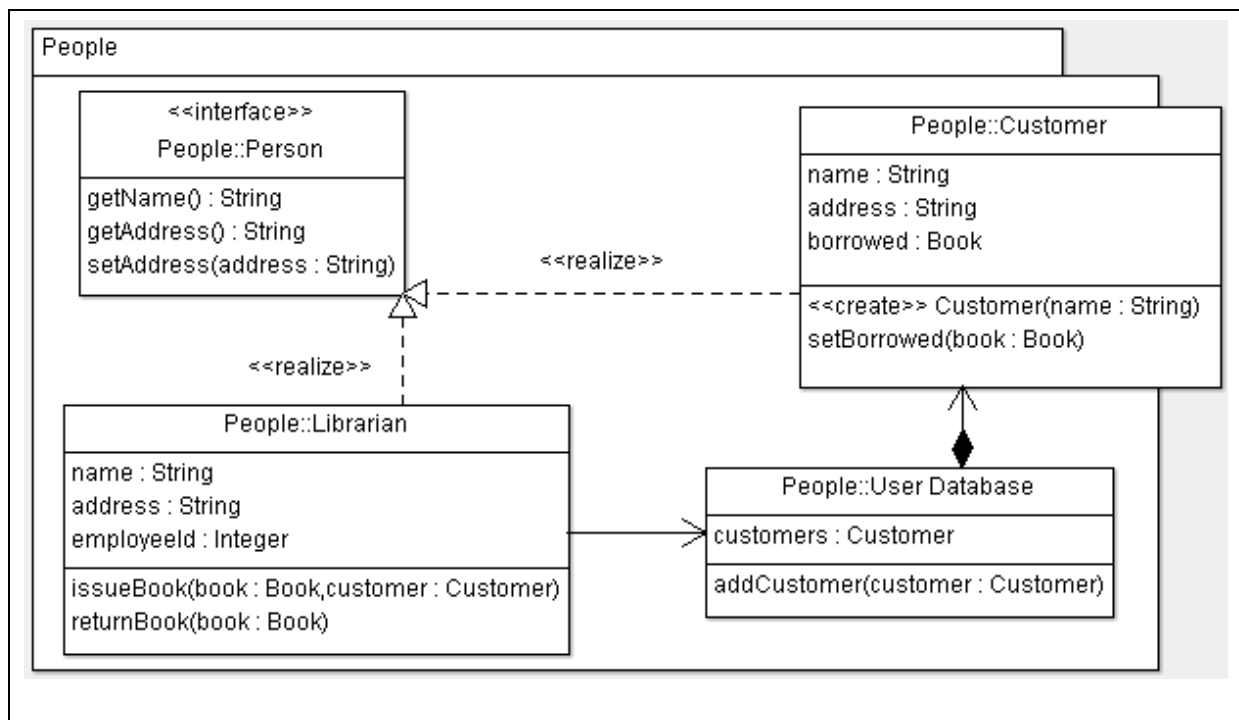 People
<<interface>>
People::Person
getName() : String
getAddress() : String
setAddress(address : String)
<<realize>>
<<realize>>
People::Customer
name : String
address : String
borrowed : Book
<<create>> Customer(name : String)
setBorrowed(book : Book)
People::Librarian
name : String
address : String
employeeId : Integer
issueBook(book : Book,customer : Customer)
returnBook(book : Book)
People::User Database
customers : Customer
addCustomer(customer : Customer)